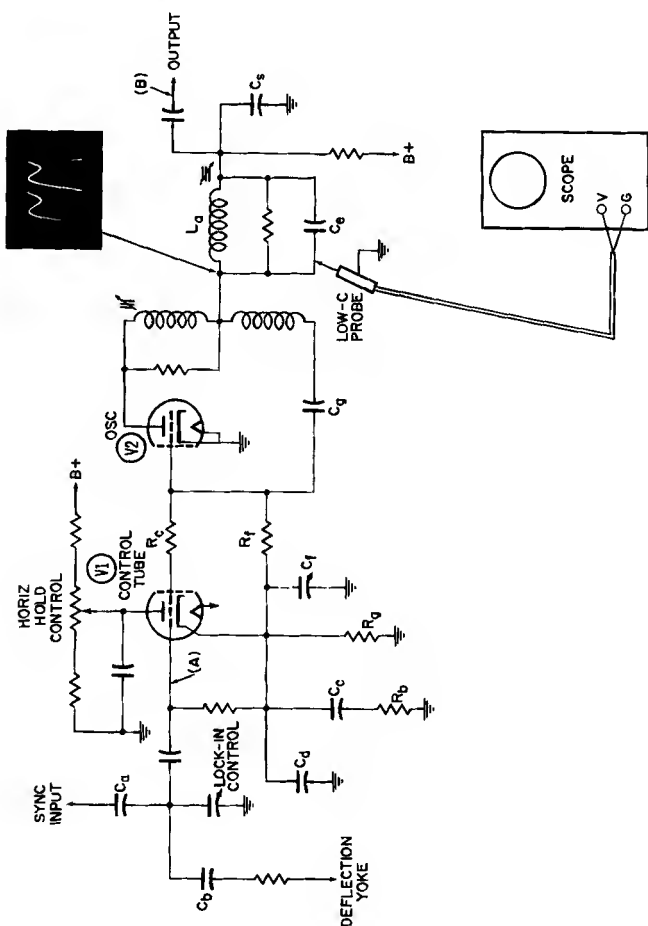 SYNC
INPUT
Ca
Cb
DEFLECTION
YOKE
LOCK-IN
CONTROL
Cd
Cc
Rb
(A)
HORIZ
HOLD
CONTROL
V1
CONTROL
TUBE
B+
Rc
Rf
Cf
Rg
OSC
V2
Cg
La
Ce
LOW-C
PROBE
(B)
OUTPUT
Cs
B+
SCOPE
V
G